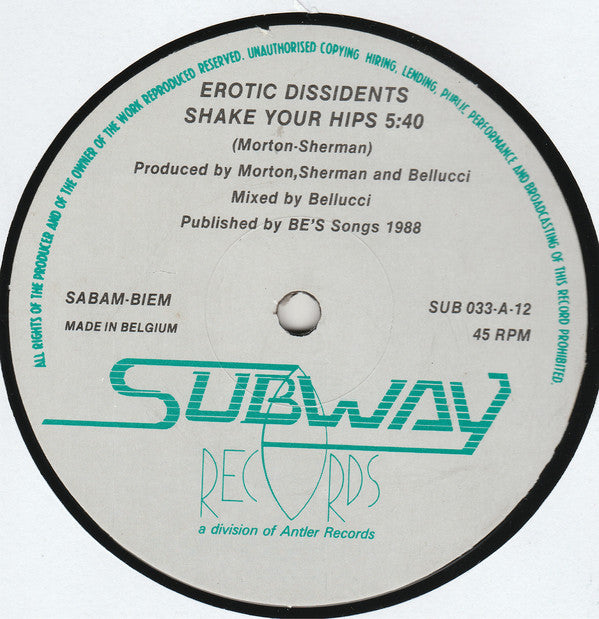 ALL RIGHTS OF THE PRODUCER AND OF THE OWNER OF THE WORK REPRODUCED RESERVED. UNAUTHORISED COPYING HIRING, LENDING, PUBLIC PERFORMANCE AND BROADCASTING OF THIS RECORD PROHIBITED.
EROTIC DISSIDENTS
SHAKE YOUR HIPS 5:40
(Morton-Sherman)
Produced by Morton,Sherman and Bellucci
Mixed by Bellucci
Published by BE'S Songs 1988
SABAM-BIEM
MADE IN BELGIUM
SUB 033-A-12
45 RPM
SUBWAY
RECORDS
a division of Antler Records